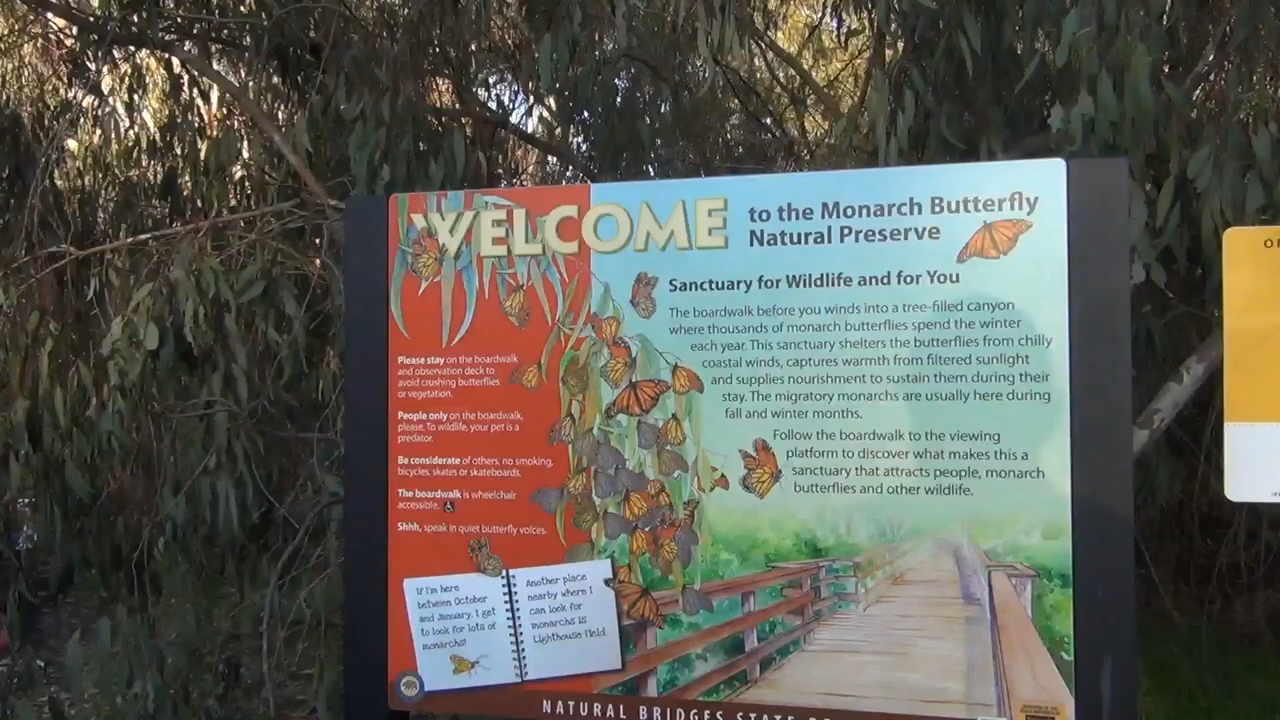 WELCOME
to the Monarch Butterfly
Natural Preserve
Sanctuary for Wildlife and for You
The boardwalk before you winds into a tree-filled canyon
where thousands of monarch butterflies spend the winter
each year. This sanctuary shelters the butterflies from chilly
coastal winds, captures warmth from filtered sunlight
and supplies nourishment to sustain them during their
stay. The migratory monarchs are usually here during
fall and winter months.
Follow the boardwalk to the viewing
platform to discover what makes this a
sanctuary that attracts people, monarch
butterflies and other wildlife.
Please stay on the boardwalk
and observation deck to
avoid crushing butterflies
or vegetation.
People only on the boardwalk,
please. To wildlife, your pet is a
predator.
Be considerate of others, no smoking,
bicycles, skates or skateboards.
The boardwalk is wheelchair
accessible.
Shhh, speak in quiet butterfly voices.
If I'm here
between October
and January, I get
to look for lots of
monarchs!
Another place
nearby where I
can look for
monarchs is
Lighthouse Field.
NATURAL BRIDGES STATE